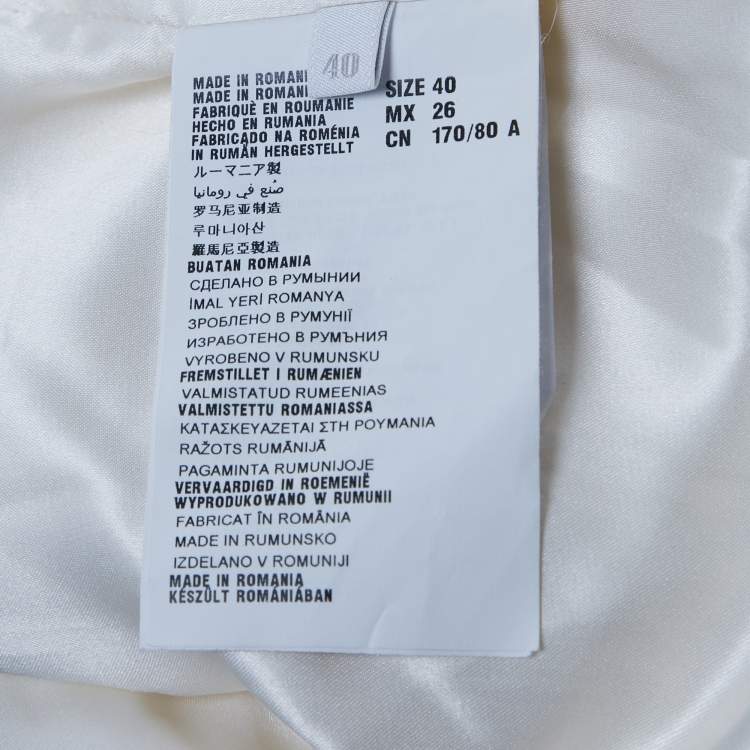 40
MADE IN ROMANI
MADE IN ROMANI
FABRIQUÈ EN ROUMANIE
HECHO EN RUMANIA
FABRICADO NA ROMÉNIA
IN RUMÄN HERGESTELLT
ルーマニア製
صُنع في رومانيا
罗马尼亚制造
루마니아산
羅馬尼亞製造
BUATAN ROMANIA
СДЕЛАНО В РУМЫНИИ
İMAL YERİ ROMANYA
ЗРОБЛЕНО В РУМУНІЇ
ИЗРАБОТЕНО В РУМЪНИЯ
VYROBENO V RUMUNSKU
FREMSTILLET I RUMÆNIEN
VALMISTATUD RUMEENIAS
VALMISTETTU ROMANIASSA
ΚΑΤΑΣΚΕΥΑΖΕΤΑΙ ΣΤΗ ΡΟΥΜΑΝΙΑ
RAŽOTS RUMĀNIJĀ
PAGAMINTA RUMUNIJOJE
VERVAARDIGD IN ROEMENIË
WYPRODUKOWANO W RUMUNII
FABRICAT ÎN ROMÂNIA
MADE IN RUMUNSKO
IZDELANO V ROMUNIJI
MADE IN ROMANIA
KÉSZÜLT ROMÁNIÁBAN
SIZE 40
MX 26
CN 170/80 A